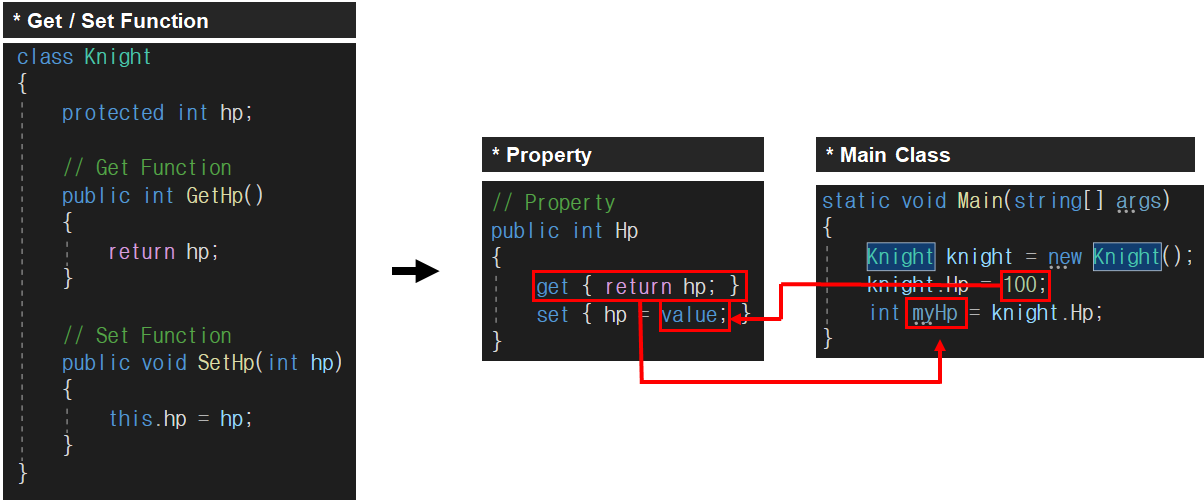 * Get / Set Function
class Knight
{
protected int hp;
// Get Function
public int GetHp()
{
return hp;
}
// Set Function
public void SetHp(int hp)
{
this.hp = hp;
}
}
* Property
// Property
public int Hp
{
get { return hp; }
set { hp = value; }
}
* Main Class
static void Main(string[] args)
{
Knight knight = new Knight();
knight.Hp = 100;
int myHp = knight.Hp;
}